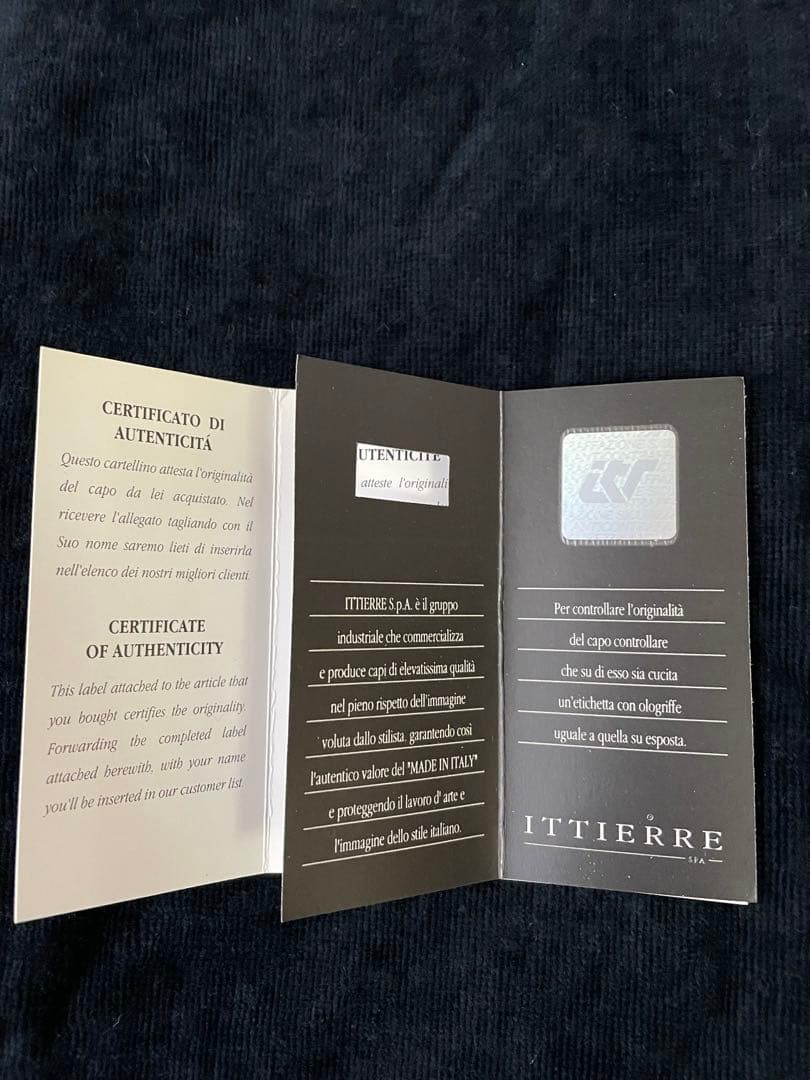 CERTIFICATO DI
AUTENTICITÁ
Questo cartellino attesta l'originalità
del capo da lei acquistato. Nel
ricevere l'allegato tagliando con il
Suo nome saremo lieti di inserirla
nell'elenco dei nostri migliori clienti.
CERTIFICATE
OF AUTHENTICITY
This label attached to the article that
you bought certifies the originality.
Forwarding the completed label
attached herewith, with your name
you'll be inserted in our customer list.
UTENTICITE
atteste l'originali
ITTIERRE S.p.A. è il gruppo
industriale che commercializza
e produce capi di elevatissima qualità
nel pieno rispetto dell'immagine
voluta dallo stilista, garantendo così
l'autentico valore del "MADE IN ITALY"
e proteggendo il lavoro d'arte e
l'immagine dello stile italiano.
itr
Per controllare l'originalità
del capo controllare
che su di esso sia cucita
un'etichetta con ologriffe
uguale a quella su esposta.
ITTIERRE
SPA